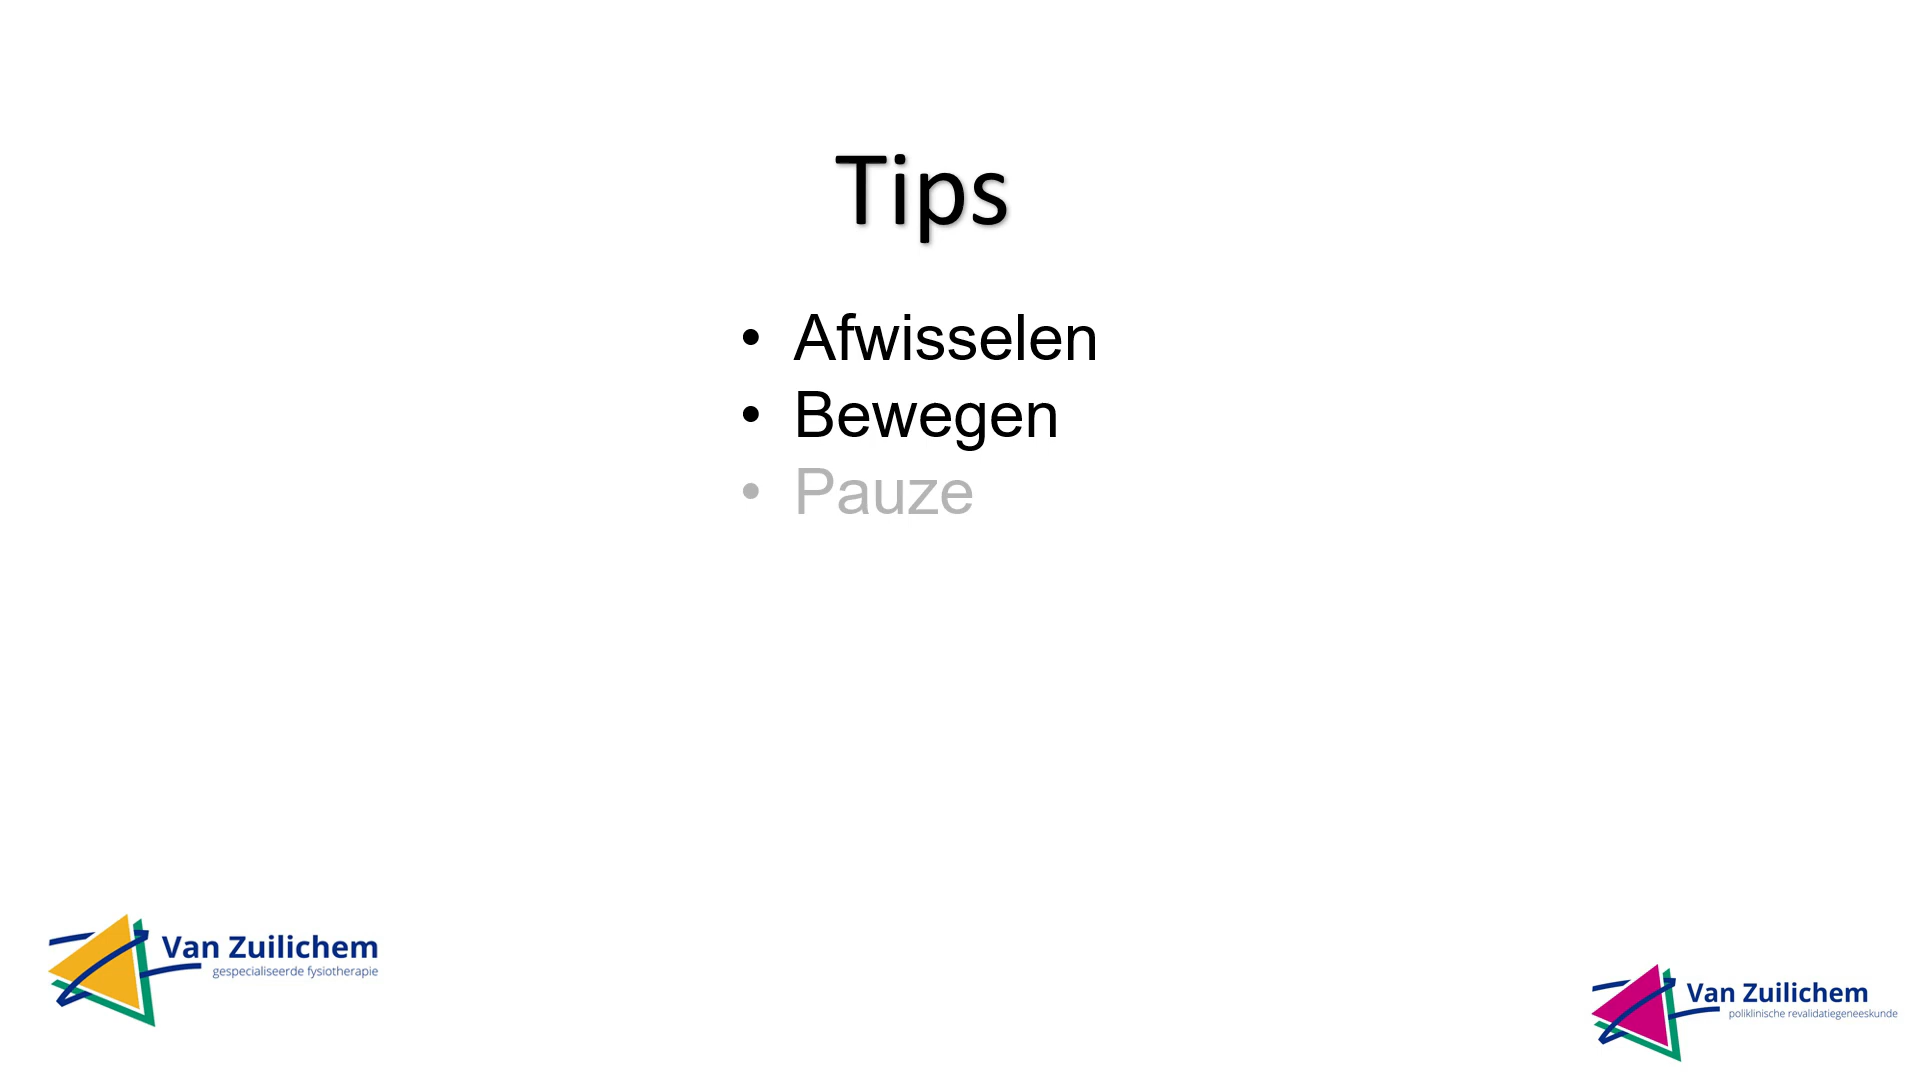 Tips
• Afwisselen
• Bewegen
• Pauze
Van Zuilichem
gespecialiseerde fysiotherapie
Van Zuilichem
poliklinische revalidatiegeneeskunde